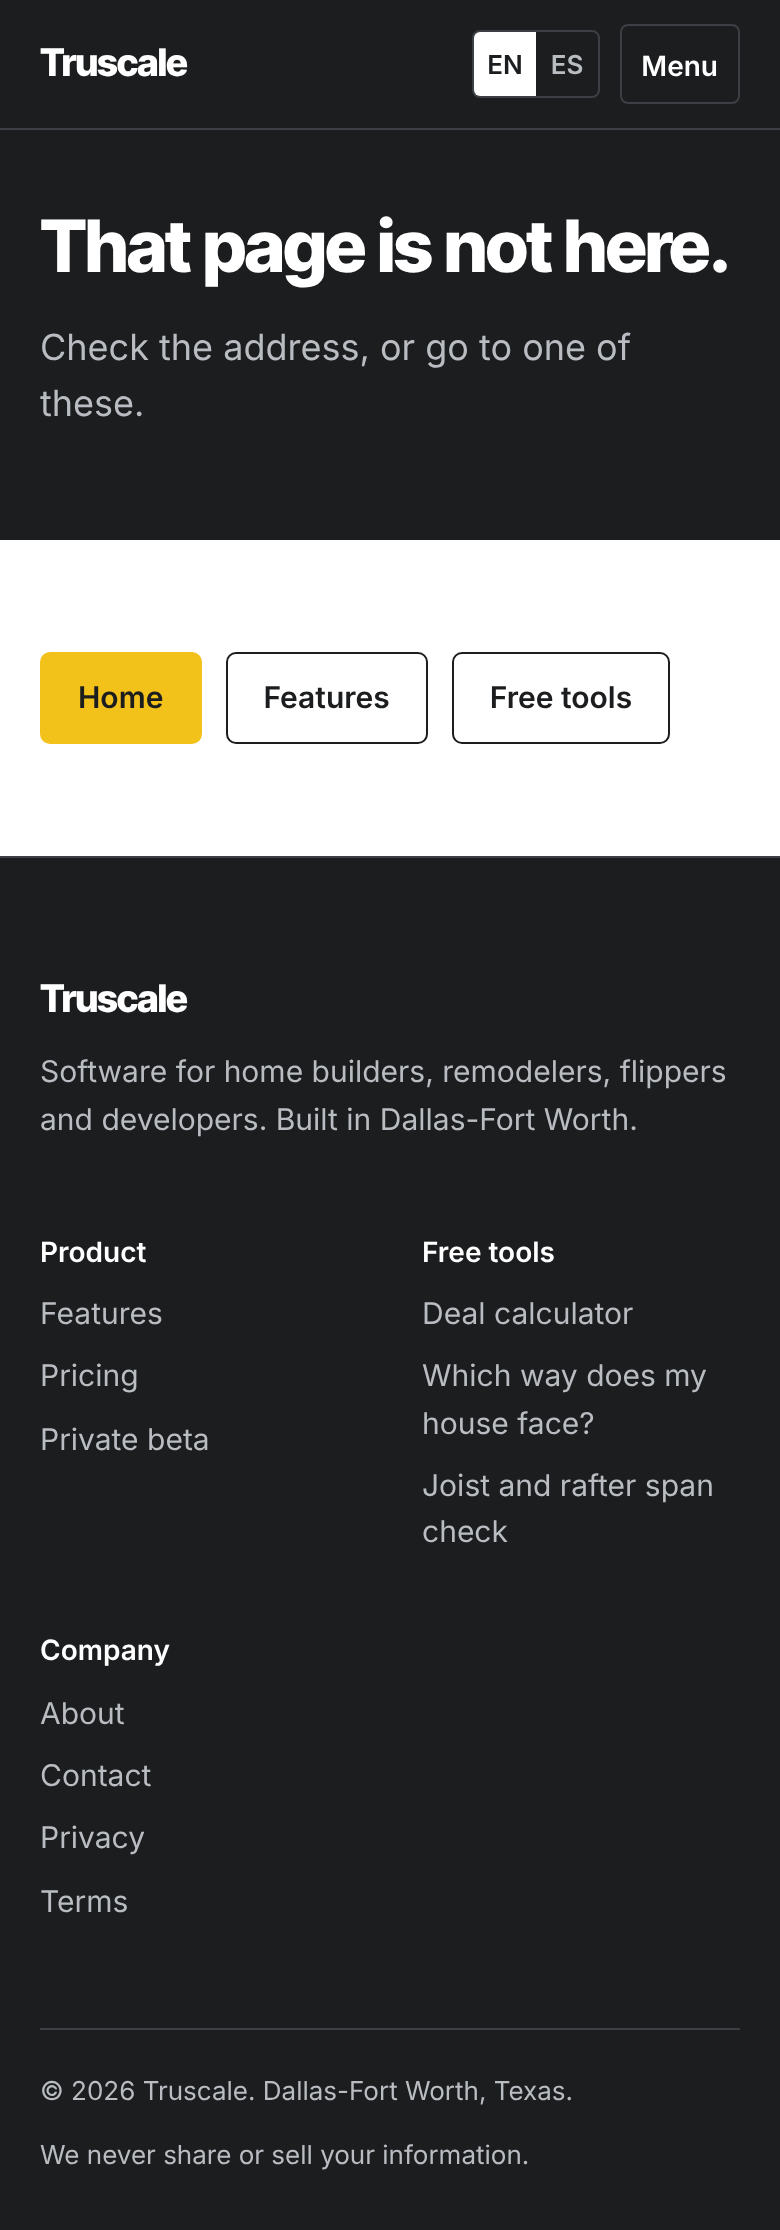 Truscale
EN ES
Menu
That page is not here.
Check the address, or go to one of
these.
Home
Features
Free tools
Truscale
Software for home builders, remodelers, flippers
and developers. Built in Dallas-Fort Worth.
Product
Features
Pricing
Private beta
Free tools
Deal calculator
Which way does my
house face?
Joist and rafter span
check
Company
About
Contact
Privacy
Terms
© 2026 Truscale. Dallas-Fort Worth, Texas.
We never share or sell your information.